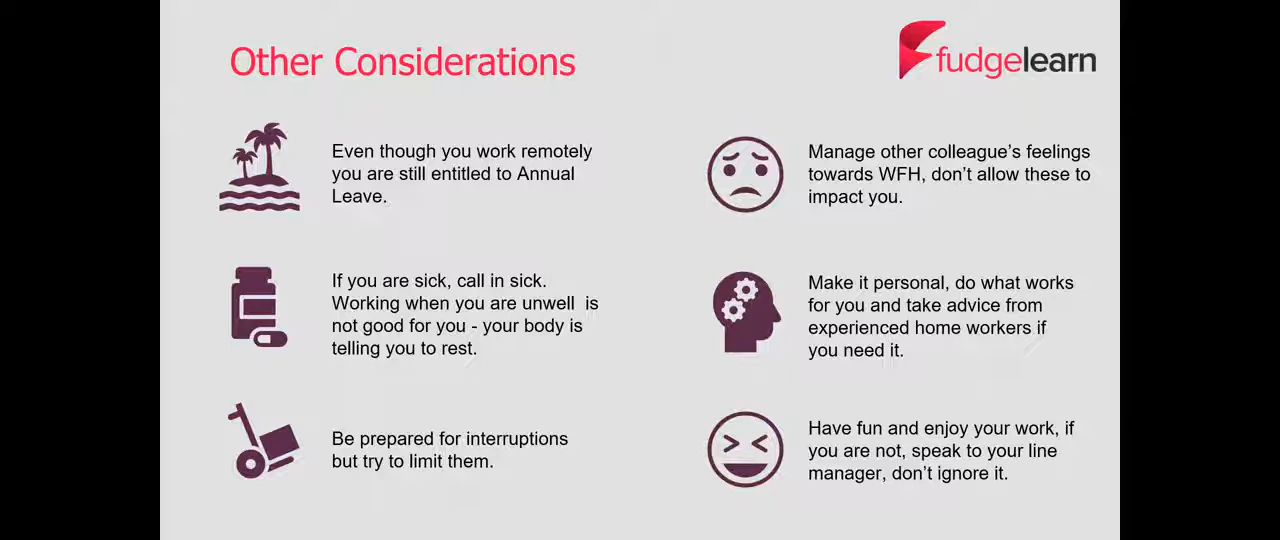 Other Considerations
fudgelearn
Even though you work remotely
you are still entitled to Annual
Leave.
If you are sick, call in sick.
Working when you are unwell  is
not good for you - your body is
telling you to rest.
Be prepared for interruptions
but try to limit them.
Manage other colleague’s feelings
towards WFH, don’t allow these to
impact you.
Make it personal, do what works
for you and take advice from
experienced home workers if
you need it.
Have fun and enjoy your work, if
you are not, speak to your line
manager, don’t ignore it.